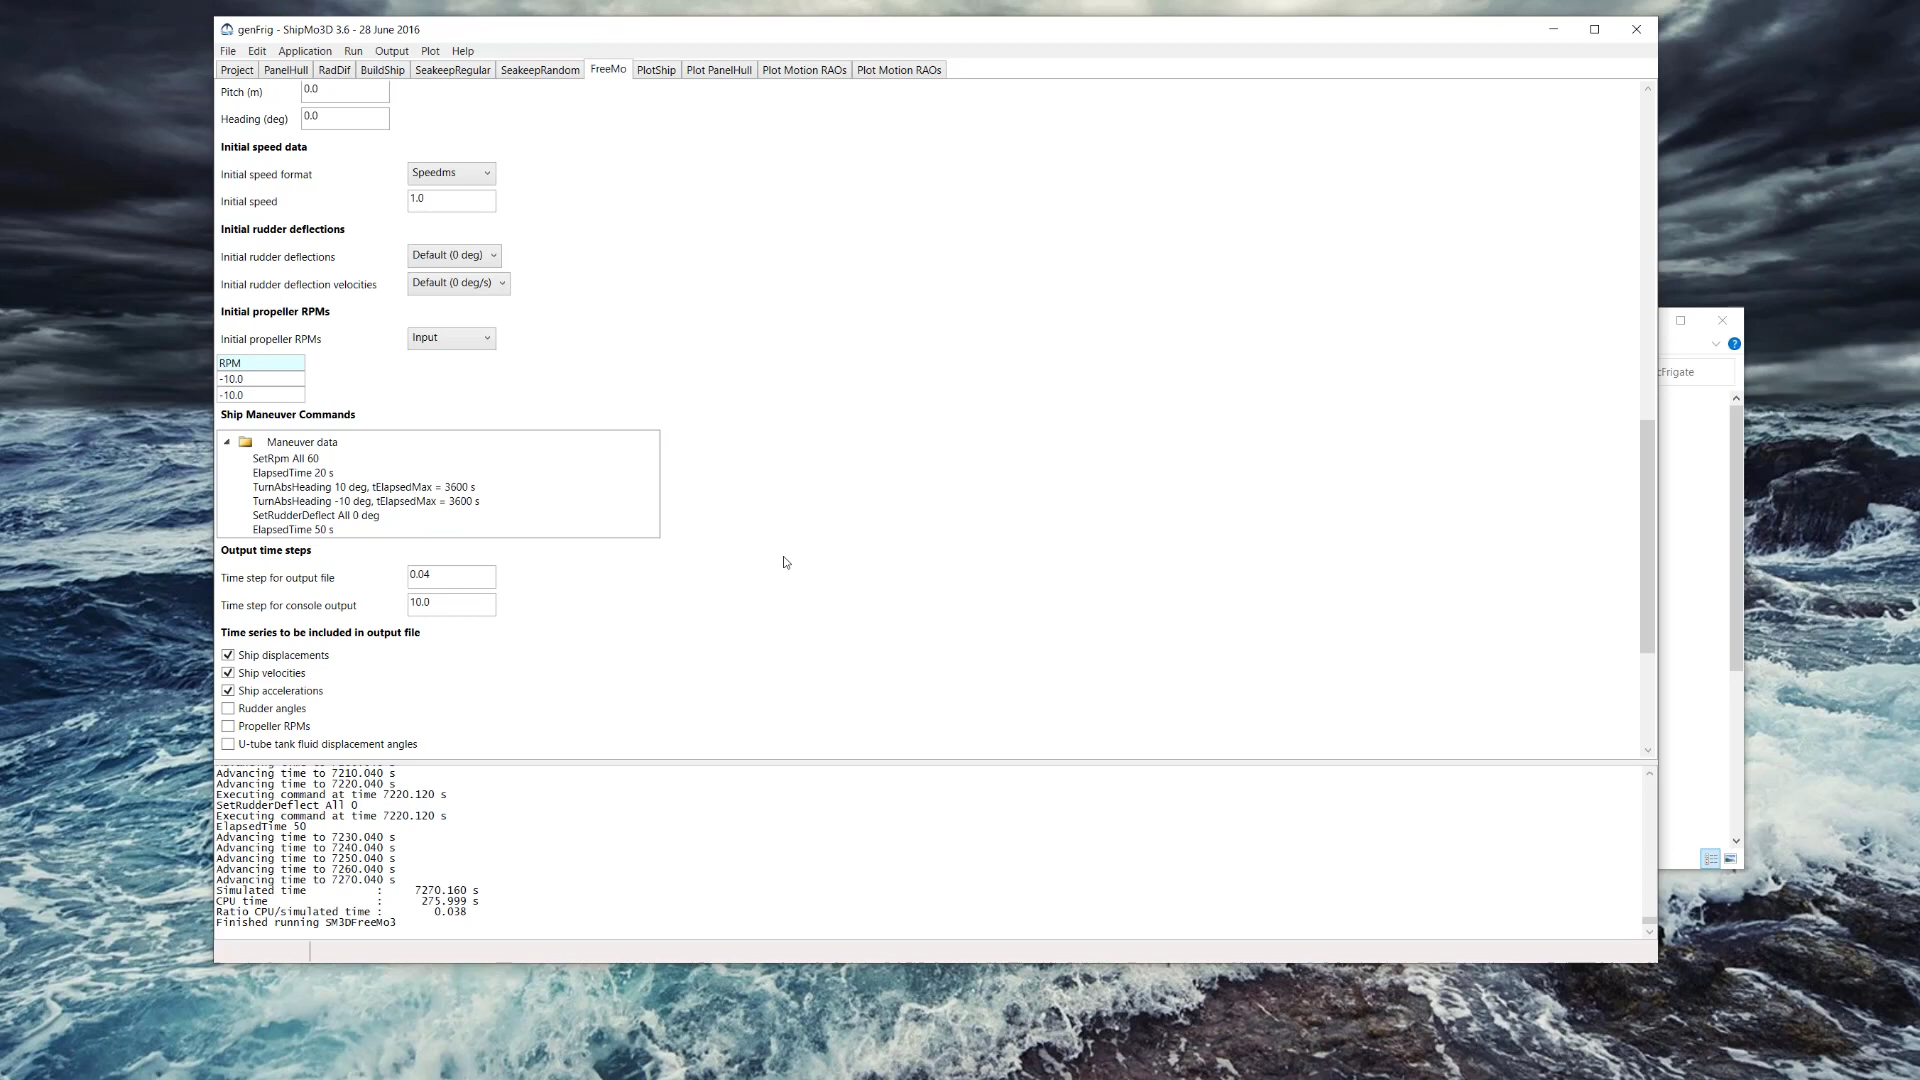 genFrig - ShipMo3D 3.6 - 28 June 2016
File Edit Application Run Output Plot Help
Project PanelHull RadDif BuildShip SeakeepRegular SeakeepRandom FreeMo PlotShip Plot PanelHull Plot Motion RAOs Plot Motion RAOs
Pitch (m) 0.0
Heading (deg) 0.0
Initial speed data
Initial speed format Speedms
Initial speed 1.0
Initial rudder deflections
Initial rudder deflections Default (0 deg)
Initial rudder deflection velocities Default (0 deg/s)
Initial propeller RPMs
Initial propeller RPMs Input
RPM
-10.0
-10.0
Ship Maneuver Commands
Maneuver data
SetRpm All 60
ElapsedTime 20 s
TurnAbsHeading 10 deg, tElapsedMax = 3600 s
TurnAbsHeading -10 deg, tElapsedMax = 3600 s
SetRudderDeflect All 0 deg
ElapsedTime 50 s
Output time steps
Time step for output file 0.04
Time step for console output 10.0
Time series to be included in output file
Ship displacements
Ship velocities
Ship accelerations
Rudder angles
Propeller RPMs
U-tube tank fluid displacement angles
Advancing time to 7210.040 s
Advancing time to 7220.040 s
Executing command at time 7220.120 s
SetRudderDeflect All 0
Executing command at time 7220.120 s
ElapsedTime 50
Advancing time to 7230.040 s
Advancing time to 7240.040 s
Advancing time to 7250.040 s
Advancing time to 7260.040 s
Advancing time to 7270.040 s
Simulated time : 7270.160 s
CPU time : 275.999 s
Ratio CPU/simulated time : 0.038
Finished running SM3DFreeMo3
cFrigate